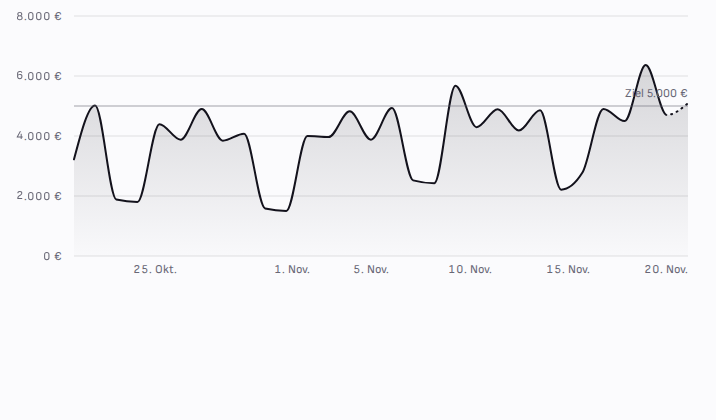 8.000 €
6.000 €
Ziel 5.000 €
4.000 €
2.000 €
0 €
25. Okt.
1. Nov.
5. Nov.
10. Nov.
15. Nov.
20. Nov.